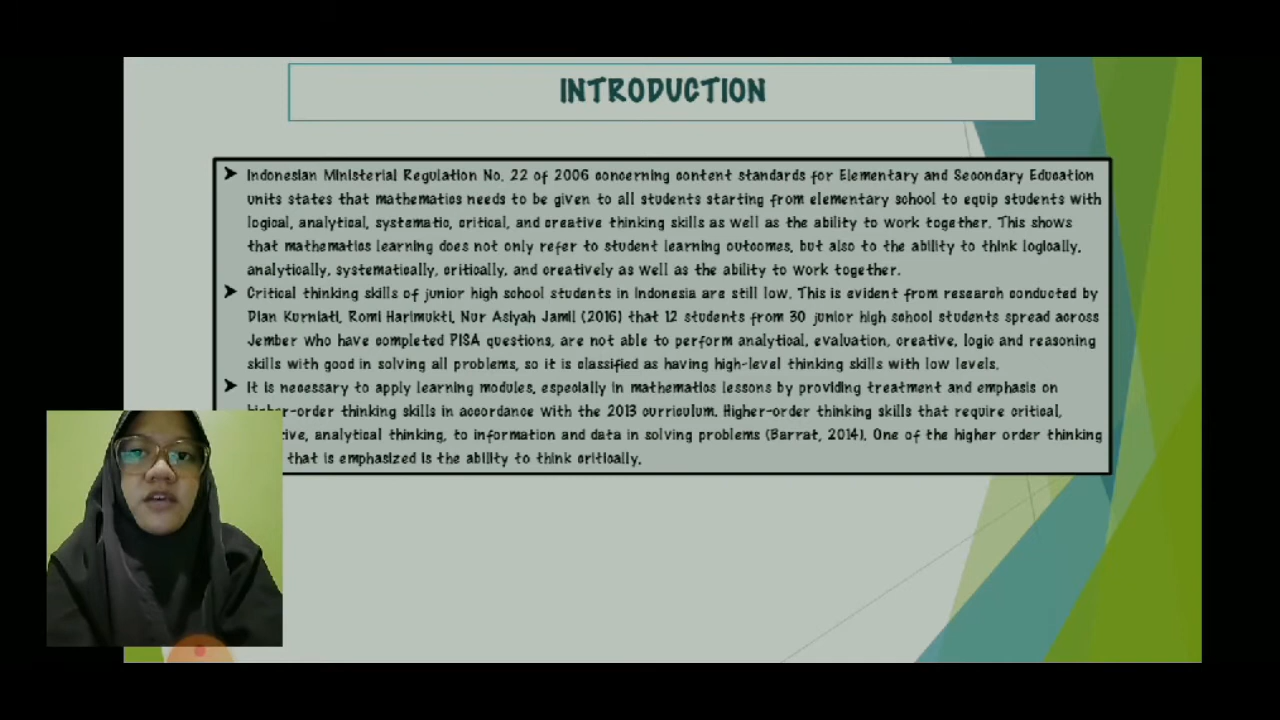 INTRODUCTION
Indonesian Ministerial Regulation No. 22 of 2006 concerning content standards for Elementary and Secondary Education
units states that mathematics needs to be given to all students starting from elementary school to equip students with
logical, analytical, systematic, critical, and creative thinking skills as well as the ability to work together. This shows
that mathematics learning does not only refer to student learning outcomes, but also to the ability to think logically,
analytically, systematically, critically, and creatively as well as the ability to work together.
Critical thinking skills of junior high school students in Indonesia are still low. This is evident from research conducted by
Dian Kurniati, Romi Harimukti, Nur Asiyah Jamil (2016) that 12 students from 30 junior high school students spread across
Jember who have completed PISA questions, are not able to perform analytical, evaluation, creative, logic and reasoning
skills with good in solving all problems, so it is classified as having high-level thinking skills with low levels.
It is necessary to apply learning modules, especially in mathematics lessons by providing treatment and emphasis on
thinking skills in accordance with the 2013 curriculum. Higher-order thinking skills that require critical,
analytical thinking, to information and data in solving problems (Barrat, 2014). One of the higher order thinking
that is emphasized is the ability to think critically.